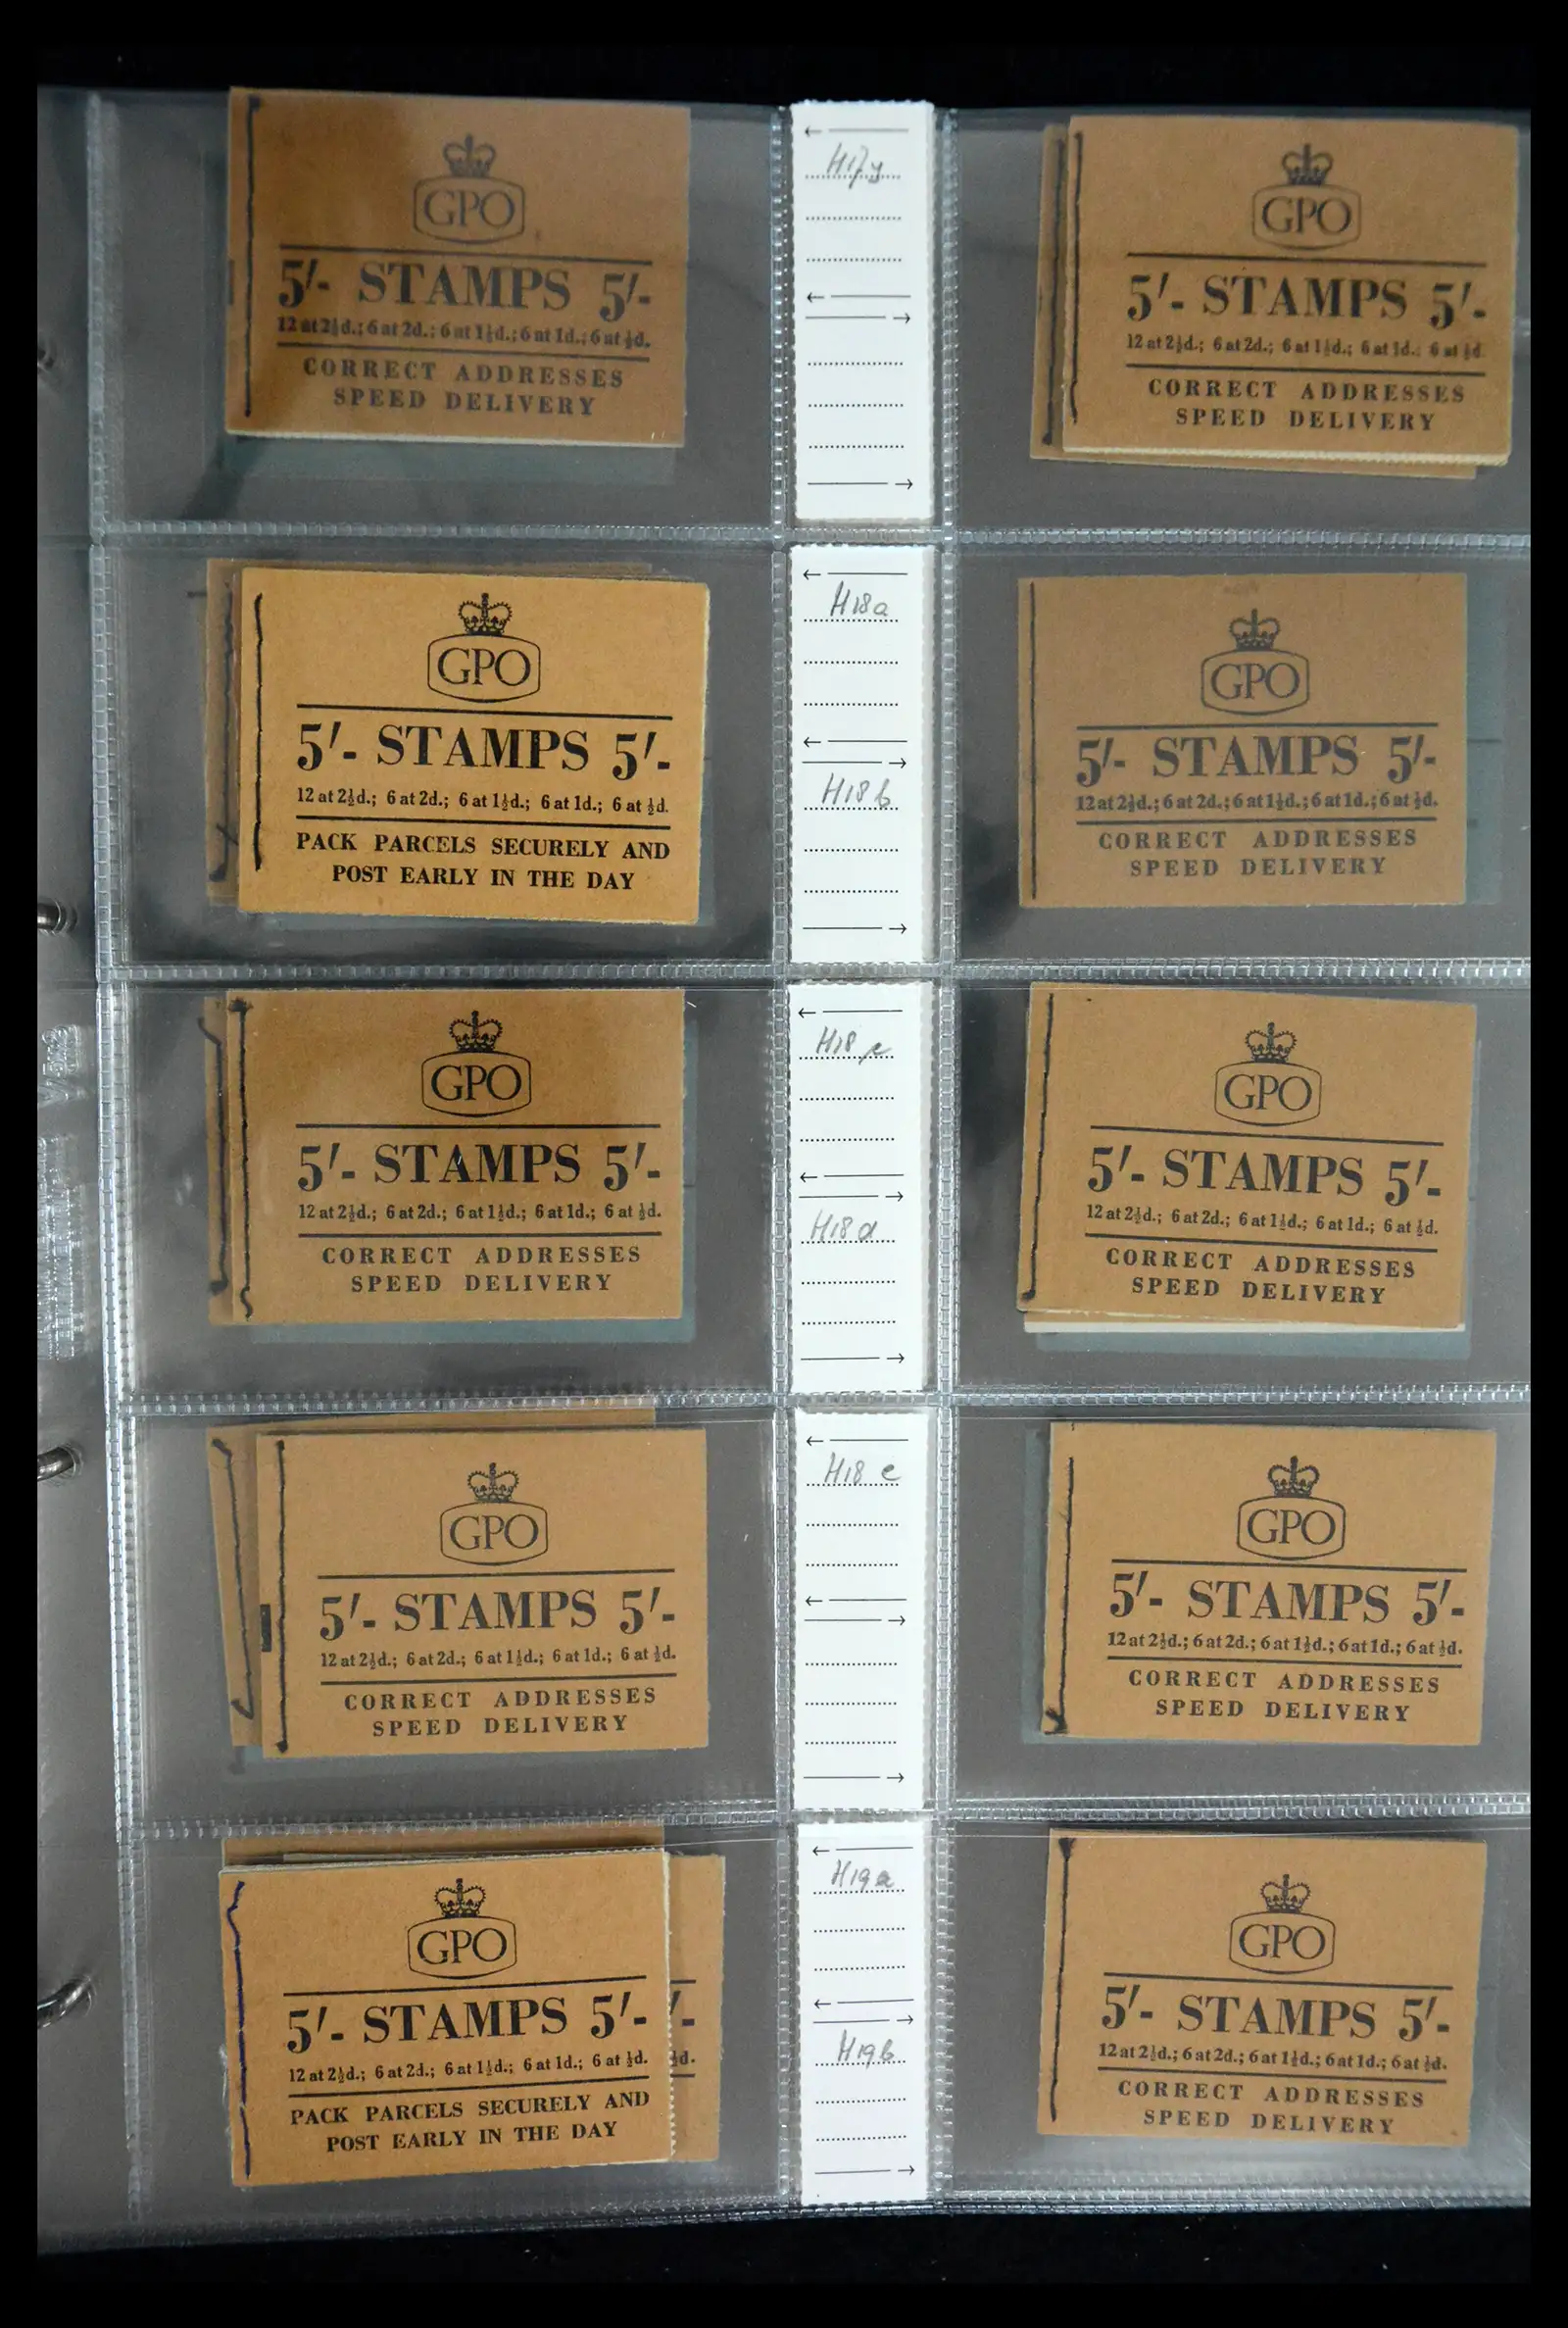 GPO
5/- STAMPS 5/-
12 at 2½d.; 6 at 2d.; 6 at 1½d.; 6 at 1d.; 6 at ½d.
CORRECT ADDRESSES
SPEED DELIVERY
H17y
GPO
5/- STAMPS 5/-
12 at 2½d.; 6 at 2d.; 6 at 1½d.; 6 at 1d.; 6 at ½d.
CORRECT ADDRESSES
SPEED DELIVERY
GPO
5/- STAMPS 5/-
12 at 2½d.; 6 at 2d.; 6 at 1½d.; 6 at 1d.; 6 at ½d.
PACK PARCELS SECURELY AND
POST EARLY IN THE DAY
H18a
H18b
GPO
5/- STAMPS 5/-
12 at 2½d.; 6 at 2d.; 6 at 1½d.; 6 at 1d.; 6 at ½d.
CORRECT ADDRESSES
SPEED DELIVERY
GPO
5/- STAMPS 5/-
12 at 2½d.; 6 at 2d.; 6 at 1½d.; 6 at 1d.; 6 at ½d.
CORRECT ADDRESSES
SPEED DELIVERY
H18 c
H18d
GPO
5/- STAMPS 5/-
12 at 2½d.; 6 at 2d.; 6 at 1½d.; 6 at 1d.; 6 at ½d.
CORRECT ADDRESSES
SPEED DELIVERY
GPO
5/- STAMPS 5/-
12 at 2½d.; 6 at 2d.; 6 at 1½d.; 6 at 1d.; 6 at ½d.
CORRECT ADDRESSES
SPEED DELIVERY
H18 e
GPO
5/- STAMPS 5/-
12 at 2½d.; 6 at 2d.; 6 at 1½d.; 6 at 1d.; 6 at ½d.
CORRECT ADDRESSES
SPEED DELIVERY
GPO
5/- STAMPS 5/-
12 at 2½d.; 6 at 2d.; 6 at 1½d.; 6 at 1d.; 6 at ½d.
PACK PARCELS SECURELY AND
POST EARLY IN THE DAY
H19a
H19b
GPO
5/- STAMPS 5/-
12 at 2½d.; 6 at 2d.; 6 at 1½d.; 6 at 1d.; 6 at ½d.
CORRECT ADDRESSES
SPEED DELIVERY